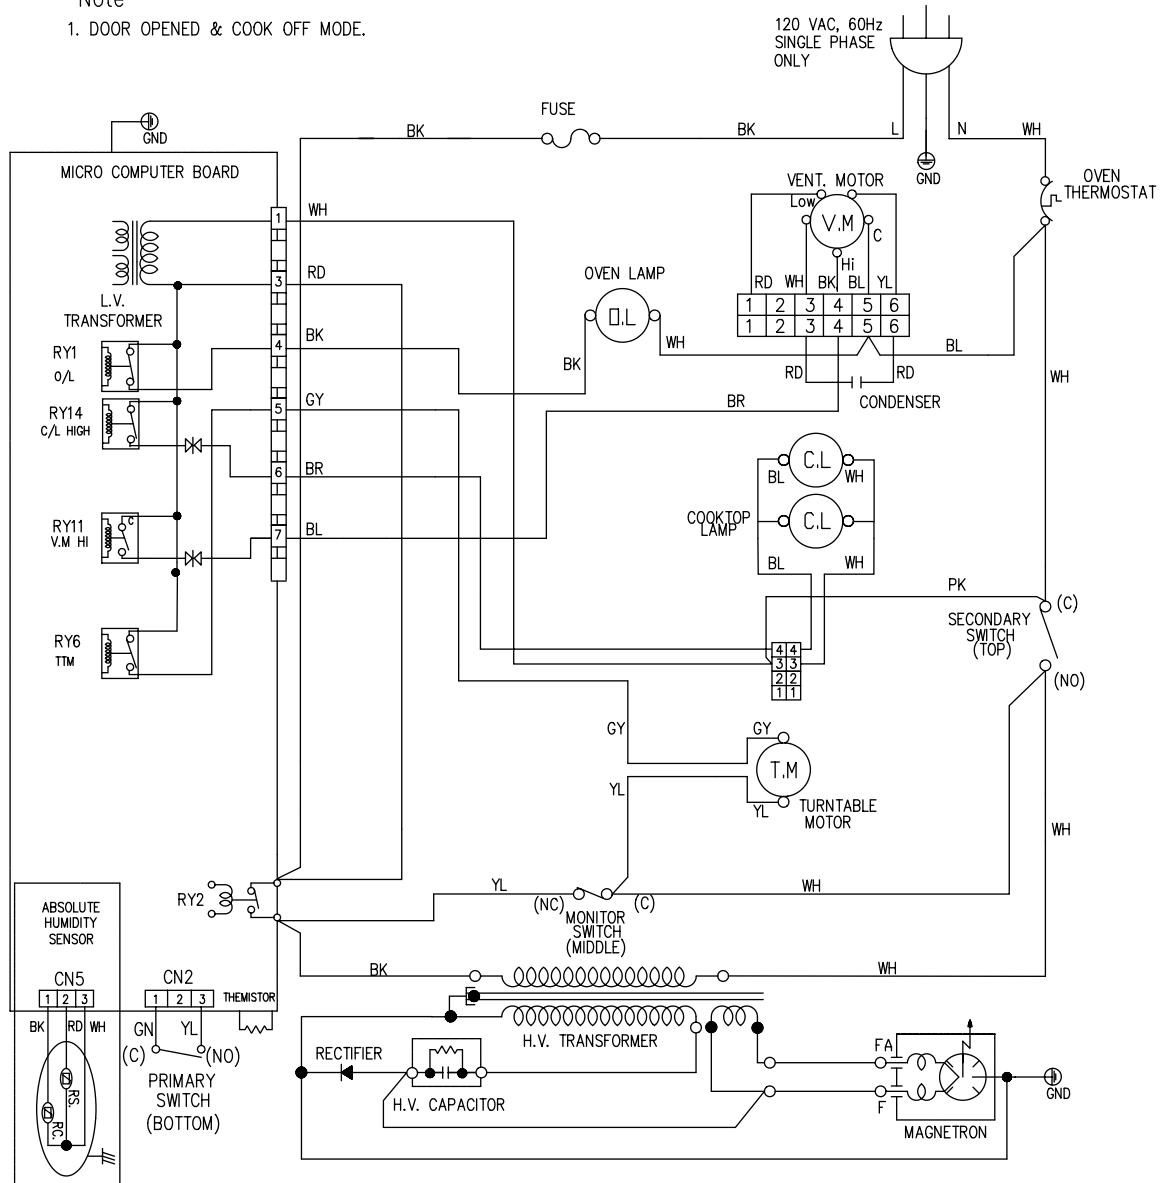 Note
1. DOOR OPENED & COOK OFF MODE.
120 VAC, 60Hz
SINGLE PHASE
ONLY
FUSE
BK
BK
L
N
WH
GND
GND
MICRO COMPUTER BOARD
OVEN
THERMOSTAT
VENT. MOTOR
Low
V.M
C
Hi
RD
WH
BK
BL
YL
1 2 3 4 5 6
1 2 3 4 5 6
RD
RD
CONDENSER
BL
WH
1
WH
3
RD
4
BK
5
GY
6
BR
7
BL
L.V.
TRANSFORMER
RY1
O/L
RY14
C/L HIGH
RY11
V.M HI
C
RY6
TTM
OVEN LAMP
O.L
BK
WH
BR
C.L
BL
WH
COOKTOP
LAMP
C.L
BL
WH
PK
(C)
SECONDARY
SWITCH
(TOP)
(NO)
4 4
3 3
2 2
1 1
GY
GY
T.M
YL
YL
TURNTABLE
MOTOR
WH
RY2
YL
WH
(NC)
(C)
MONITOR
SWITCH
(MIDDLE)
ABSOLUTE
HUMIDITY
SENSOR
CN5
1 2 3
BK
RD
WH
RS.
RC.
CN2
1 2 3
THEMISTOR
GN
YL
(C)
(NO)
PRIMARY
SWITCH
(BOTTOM)
BK
WH
H.V. TRANSFORMER
RECTIFIER
H.V. CAPACITOR
FA
F
MAGNETRON
GND